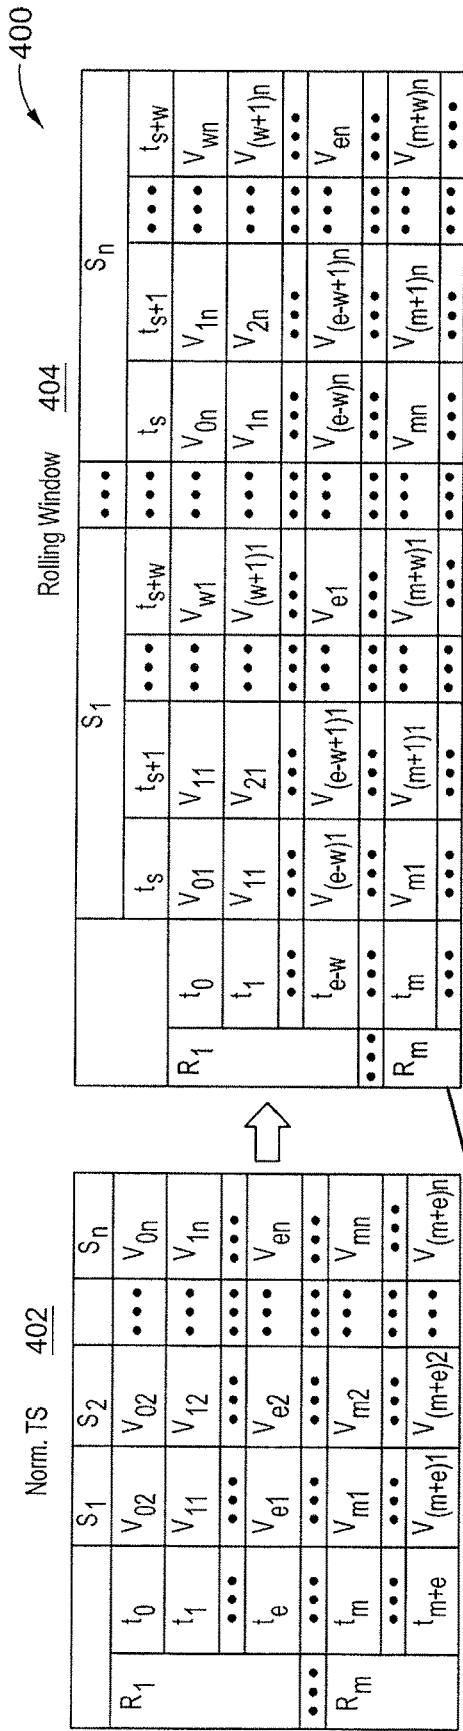 400
Norm. TS 402
S1 S2 ••• Sn
R1 t0 V02 V02 ••• V0n
t1 V11 V12 ••• V1n
••• ••• ••• ••• •••
te Ve1 Ve2 ••• Ven
••• ••• ••• ••• ••• •••
Rm tm Vm1 Vm2 ••• Vmn
••• ••• ••• ••• •••
tm+e V(m+e)1 V(m+e)2 ••• V(m+e)n
Rolling Window 404
S1 ••• Sn
ts ts+1 ••• ts+w ••• ts ts+1 ••• ts+w
R1 t0 V01 V11 ••• Vw1 ••• V0n V1n ••• Vwn
t1 V11 V21 ••• V(w+1)1 ••• V1n V2n ••• V(w+1)n
••• ••• ••• ••• ••• ••• ••• ••• ••• •••
te-w V(e-w)1 V(e-w+1)1 ••• Ve1 ••• V(e-w)n V(e-w+1)n ••• Ven
••• ••• ••• ••• ••• ••• ••• ••• ••• ••• •••
Rm tm Vm1 V(m+1)1 ••• V(m+w)1 ••• Vmn V(m+1)n ••• V(m+w)n
••• ••• ••• ••• ••• ••• ••• ••• ••• •••